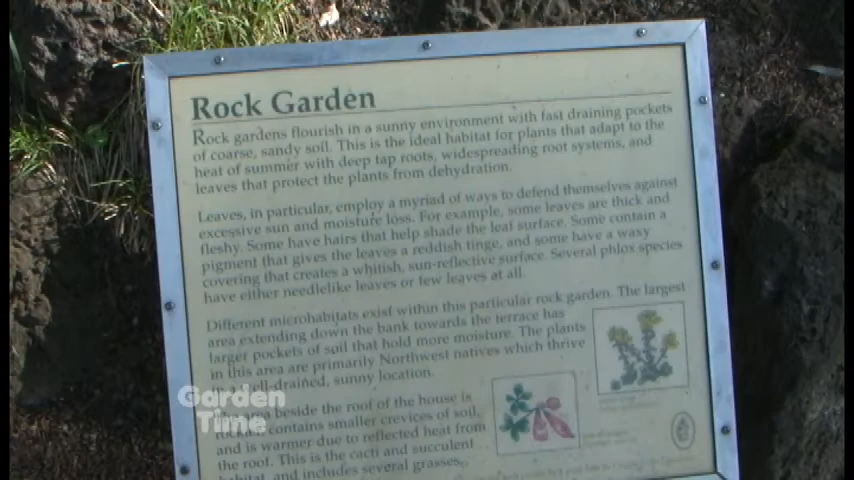 Rock Garden
Rock gardens flourish in a sunny environment with fast draining pockets
of coarse, sandy soil. This is the ideal habitat for plants that adapt to the
heat of summer with deep tap roots, widespreading root systems, and
leaves that protect the plants from dehydration.
Leaves, in particular, employ a myriad of ways to defend themselves against
excessive sun and moisture loss. For example, some leaves are thick and
fleshy. Some have hairs that help shade the leaf surface. Some contain a
pigment that gives the leaves a reddish tinge, and some have a waxy
covering that creates a whitish, sun-reflective surface. Several phlox species
have either needlelike leaves or few leaves at all.
Different microhabitats exist within this particular rock garden. The largest
area extending down the bank towards the terrace has
larger pockets of soil that hold more moisture. The plants
in this area are primarily Northwest natives which thrive
in a well-drained, sunny location.
The area beside the roof of the house is
rockier, contains smaller crevices of soil,
and is warmer due to reflected heat from
the roof. This is the cacti and succulent
habitat, and includes several grasses,
Garden
Time